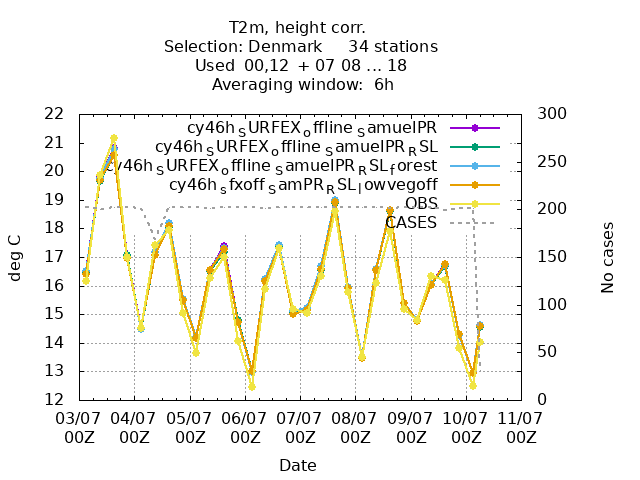 T2m, height corr.
Selection: Denmark 34 stations
Used 00,12 + 07 08 ... 18
Averaging window: 6h
cy46h_SURFEX_offline_SamuelPR
cy46h_SURFEX_offline_SamuelPR_RSL
cy46h_SURFEX_offline_SamuelPR_RSL_forest
cy46h_sfxoff_SamPR_RSL_lowvegoff
OBS
CASES
22
21
20
19
18
17
16
15
14
13
12
deg C
300
250
200
150
100
50
0
No cases
03/07 04/07 05/07 06/07 07/07 08/07 09/07 10/07 11/07
00Z 00Z 00Z 00Z 00Z 00Z 00Z 00Z 00Z
Date